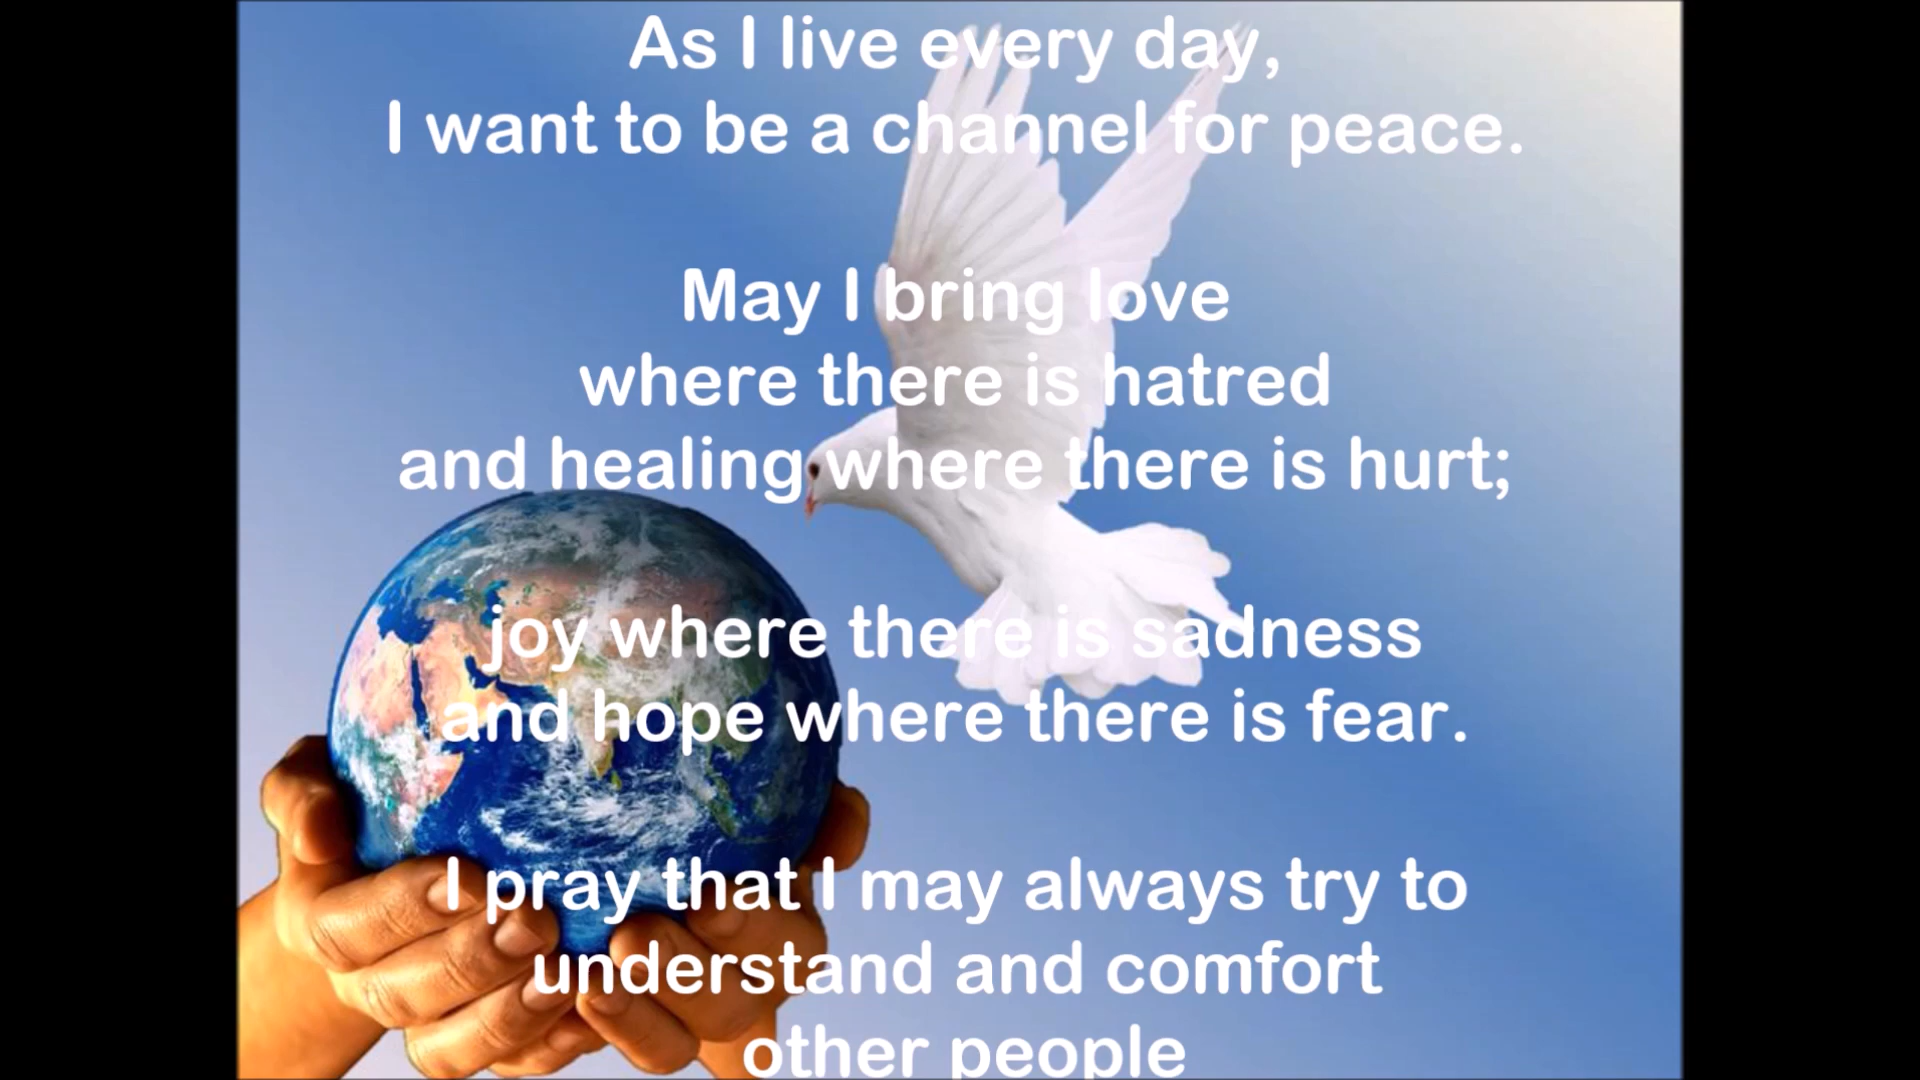 As I live every day,
I want to be a channel for peace.
May I bring love
where there is hatred
and healing where there is hurt;
joy where there is sadness
and hope where there is fear.
I pray that I may always try to
understand and comfort
other people